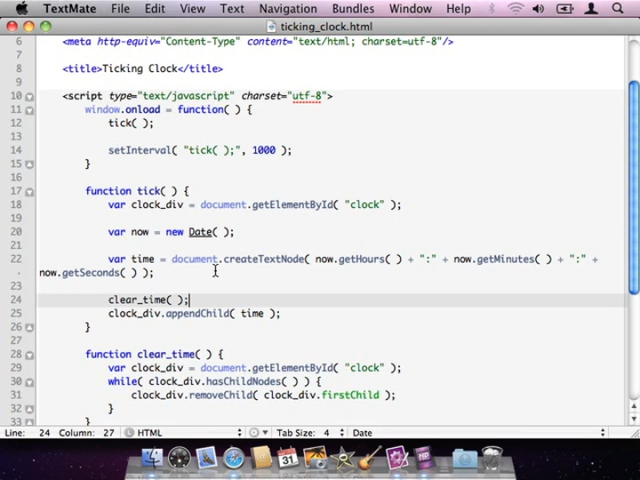 TextMate File Edit View Text Navigation Bundles Window Help
ticking_clock.html
6 <meta http-equiv="Content-Type" content="text/html; charset=utf-8"/>
7
8 <title>Ticking Clock</title>
9
10 <script type="text/javascript" charset="utf-8">
11 window.onload = function( ) {
12 tick( );
13
14 setInterval( "tick( );", 1000 );
15 }
16
17 function tick( ) {
18 var clock_div = document.getElementById( "clock" );
19
20 var now = new Date( );
21
22 var time = document.createTextNode( now.getHours( ) + ":" + now.getMinutes( ) + ":" +
now.getSeconds( ) );
23
24 clear_time( );
25 clock_div.appendChild( time );
26 }
27
28 function clear_time( ) {
29 var clock_div = document.getElementById( "clock" );
30 while( clock_div.hasChildNodes( ) ) {
31 clock_div.removeChild( clock_div.firstChild );
32 }
33 }
Line: 24 Column: 27 HTML Tab Size: 4 Date
31